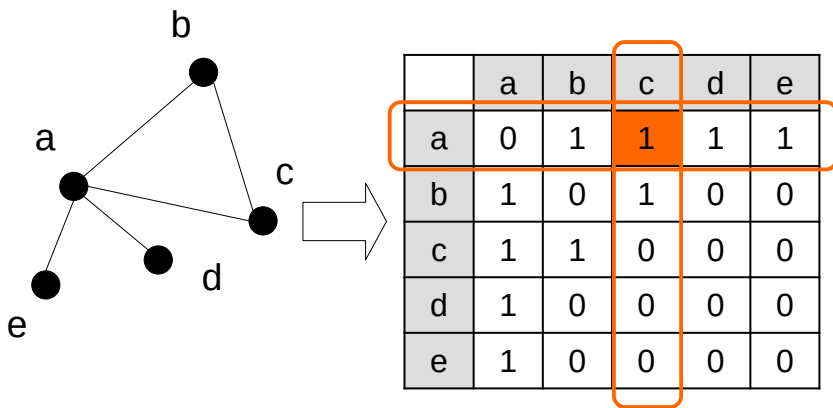 b
a
c
d
e
a b c d e
a 0 1 1 1 1
b 1 0 1 0 0
c 1 1 0 0 0
d 1 0 0 0 0
e 1 0 0 0 0